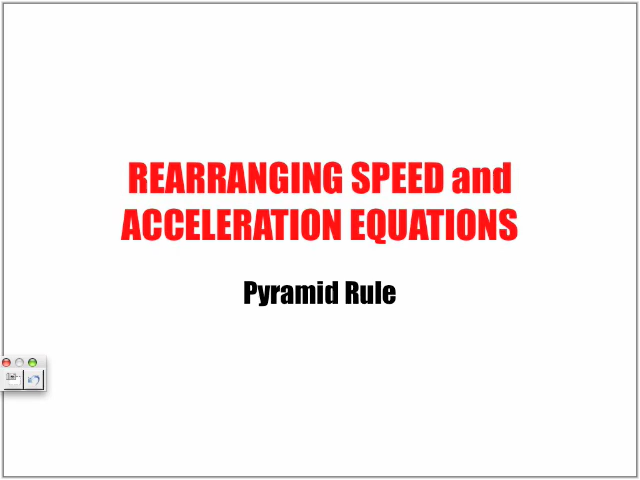 REARRANGING SPEED and
ACCELERATION EQUATIONS
Pyramid Rule